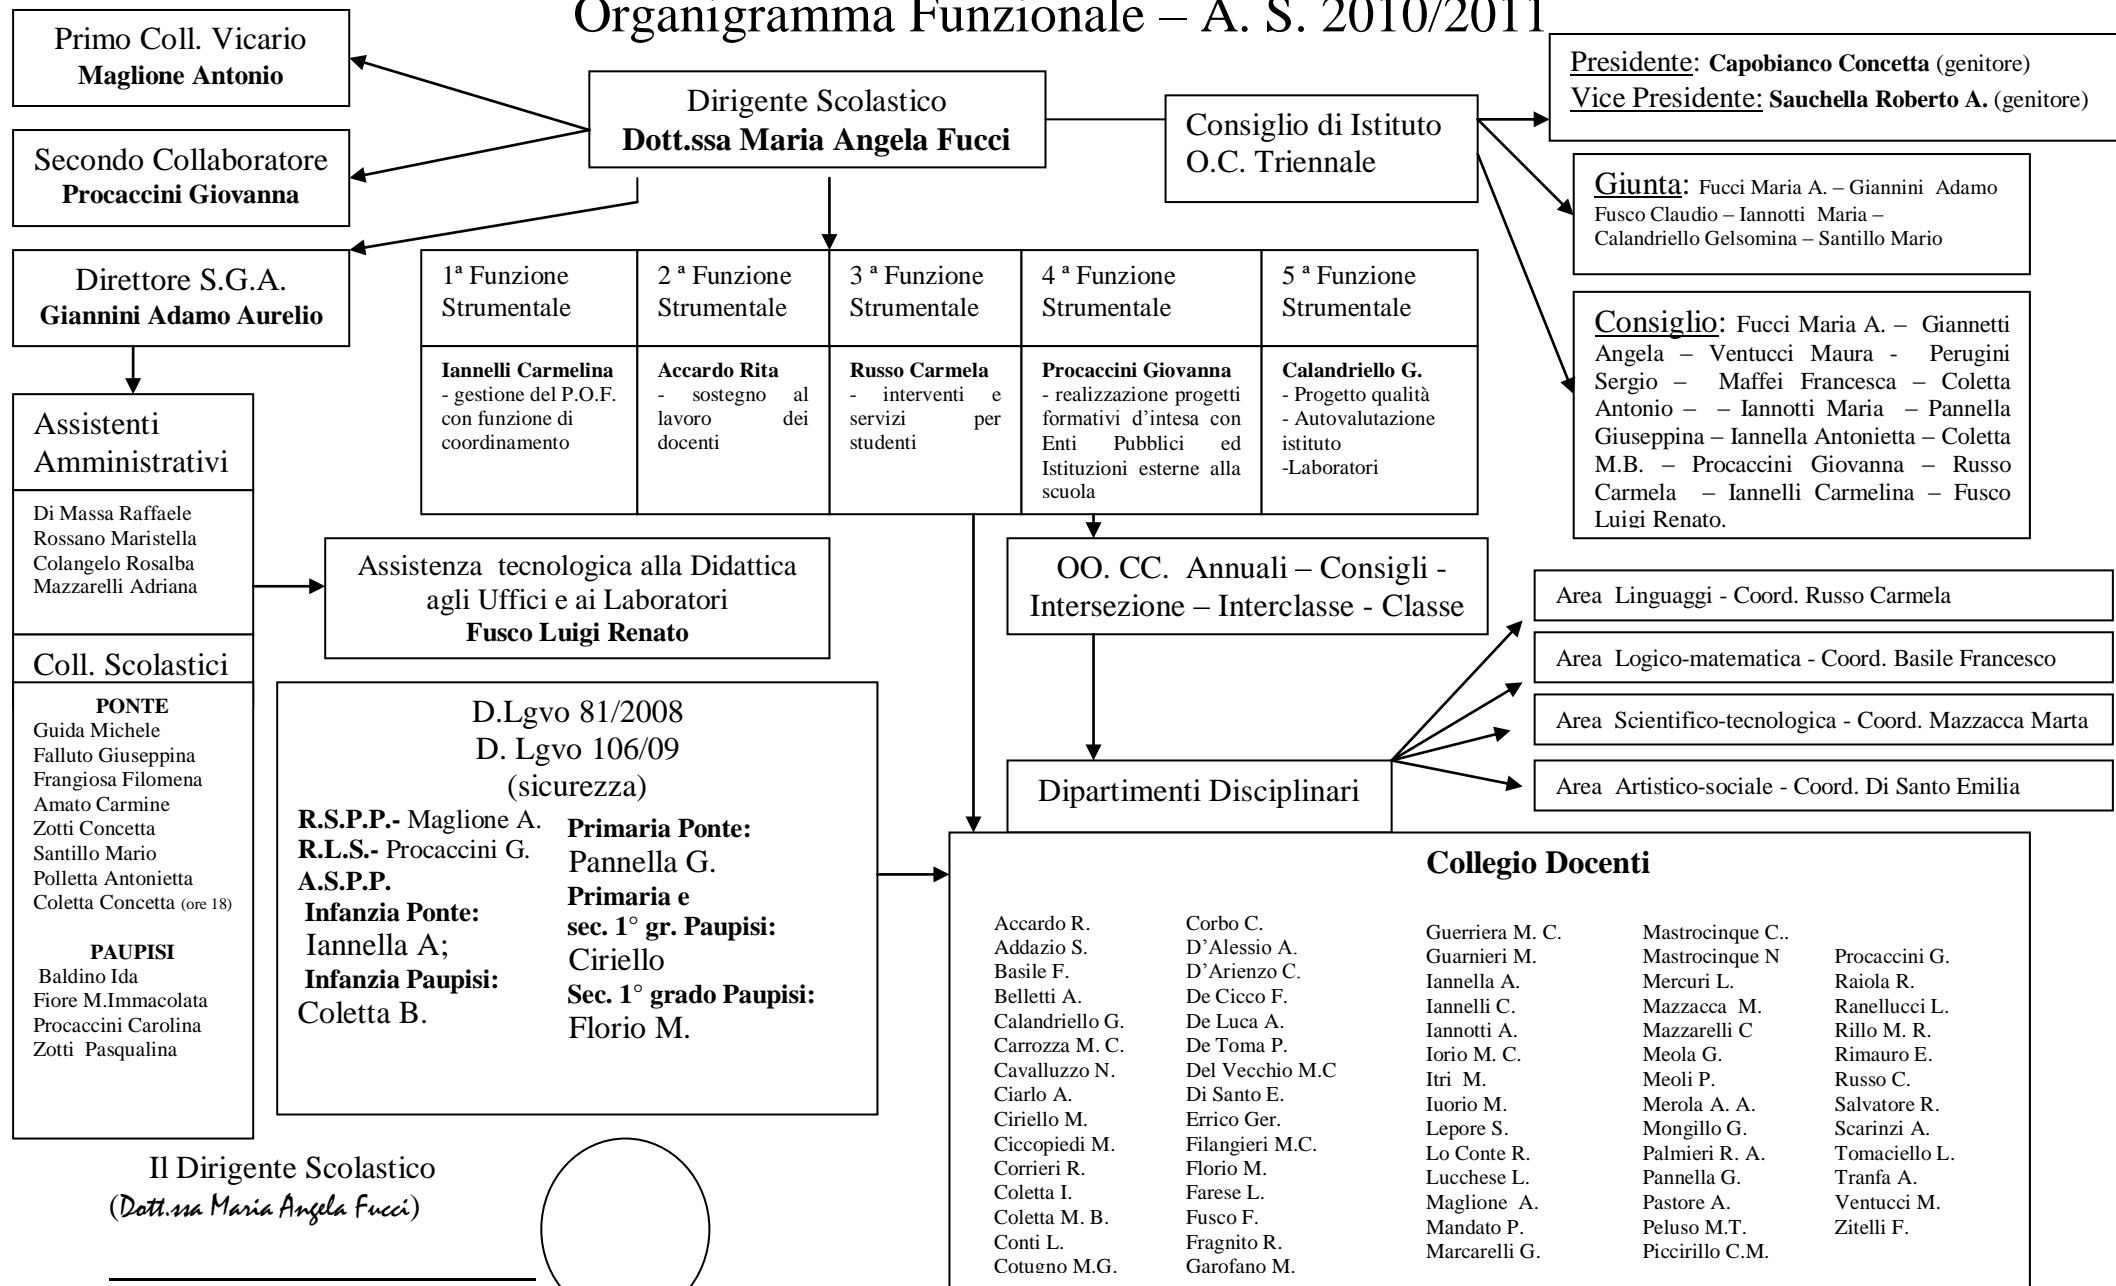 Organigramma Funzionale – A. S. 2010/2011
Primo Coll. Vicario
Maglione Antonio
Secondo Collaboratore
Procaccini Giovanna
Direttore S.G.A.
Giannini Adamo Aurelio
Dirigente Scolastico
Dott.ssa Maria Angela Fucci
Consiglio di Istituto
O.C. Triennale
Presidente: Capobianco Concetta (genitore)
Vice Presidente: Sauchella Roberto A. (genitore)
Giunta: Fucci Maria A. – Giannini Adamo
Fusco Claudio – Iannotti Maria –
Calandriello Gelsomina – Santillo Mario
Consiglio: Fucci Maria A. – Giannetti
Angela – Ventucci Maura - Perugini
Sergio – Maffei Francesca – Coletta
Antonio – – Iannotti Maria – Pannella
Giuseppina – Iannella Antonietta – Coletta
M.B. – Procaccini Giovanna – Russo
Carmela – Iannelli Carmelina – Fusco
Luigi Renato.
1ª Funzione
Strumentale
2 ª Funzione
Strumentale
3 ª Funzione
Strumentale
4 ª Funzione
Strumentale
5 ª Funzione
Strumentale
Iannelli Carmelina
- gestione del P.O.F.
con funzione di
coordinamento
Accardo Rita
- sostegno al
lavoro dei
docenti
Russo Carmela
- interventi e
servizi per
studenti
Procaccini Giovanna
- realizzazione progetti
formativi d’intesa con
Enti Pubblici ed
Istituzioni esterne alla
scuola
Calandriello G.
- Progetto qualità
- Autovalutazione
istituto
-Laboratori
Assistenti
Amministrativi
Di Massa Raffaele
Rossano Maristella
Colangelo Rosalba
Mazzarelli Adriana
Coll. Scolastici
PONTE
Guida Michele
Falluto Giuseppina
Frangiosa Filomena
Amato Carmine
Zotti Concetta
Santillo Mario
Polletta Antonietta
Coletta Concetta (ore 18)
PAUPISI
Baldino Ida
Fiore M.Immacolata
Procaccini Carolina
Zotti Pasqualina
Assistenza tecnologica alla Didattica
agli Uffici e ai Laboratori
Fusco Luigi Renato
OO. CC. Annuali – Consigli -
Intersezione – Interclasse - Classe
Area Linguaggi - Coord. Russo Carmela
Area Logico-matematica - Coord. Basile Francesco
Area Scientifico-tecnologica - Coord. Mazzacca Marta
Area Artistico-sociale - Coord. Di Santo Emilia
Dipartimenti Disciplinari
D.Lgvo 81/2008
D. Lgvo 106/09
(sicurezza)
R.S.P.P.- Maglione A.
R.L.S.- Procaccini G.
A.S.P.P.
Infanzia Ponte:
Iannella A;
Infanzia Paupisi:
Coletta B.
Primaria Ponte:
Pannella G.
Primaria e
sec. 1° gr. Paupisi:
Ciriello
Sec. 1° grado Paupisi:
Florio M.
Collegio Docenti
Accardo R.
Addazio S.
Basile F.
Belletti A.
Calandriello G.
Carrozza M. C.
Cavalluzzo N.
Ciarlo A.
Ciriello M.
Ciccopiedi M.
Corrieri R.
Coletta I.
Coletta M. B.
Conti L.
Cotugno M.G.
Corbo C.
D’Alessio A.
D’Arienzo C.
De Cicco F.
De Luca A.
De Toma P.
Del Vecchio M.C
Di Santo E.
Errico Ger.
Filangieri M.C.
Florio M.
Farese L.
Fusco F.
Fragnito R.
Garofano M.
Guerriera M. C.
Guarnieri M.
Iannella A.
Iannelli C.
Iannotti A.
Iorio M. C.
Itri M.
Iuorio M.
Lepore S.
Lo Conte R.
Lucchese L.
Maglione A.
Mandato P.
Marcarelli G.
Mastrocinque C..
Mastrocinque N
Mercuri L.
Mazzacca M.
Mazzarelli C
Meola G.
Meoli P.
Merola A. A.
Mongillo G.
Palmieri R. A.
Pannella G.
Pastore A.
Peluso M.T.
Piccirillo C.M.
Procaccini G.
Raiola R.
Ranellucci L.
Rillo M. R.
Rimauro E.
Russo C.
Salvatore R.
Scarinzi A.
Tomaciello L.
Tranfa A.
Ventucci M.
Zitelli F.
Il Dirigente Scolastico
(Dott.ssa Maria Angela Fucci)